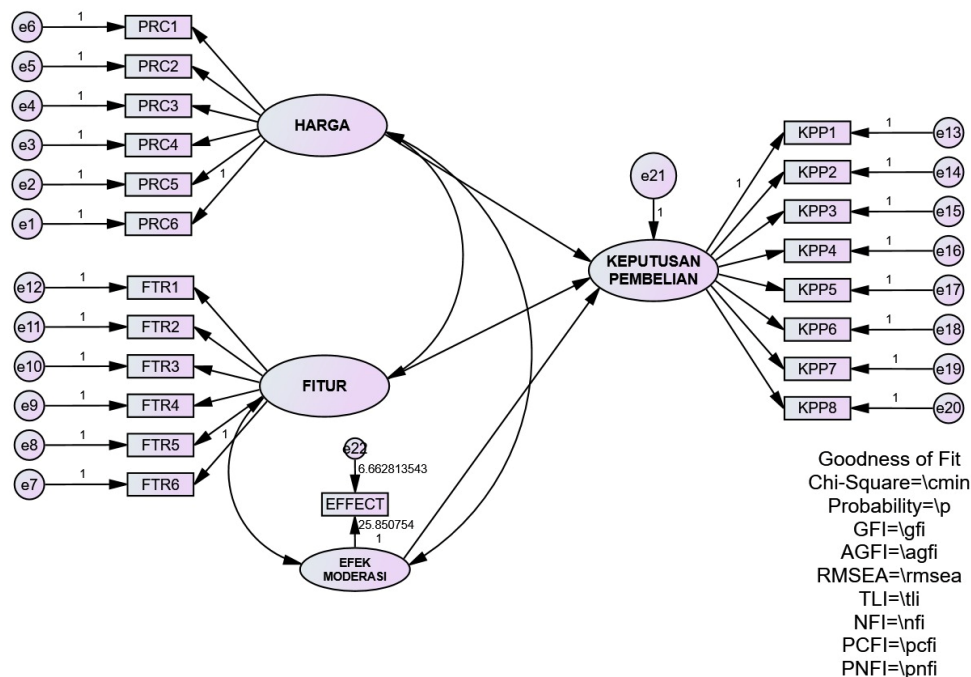 e6 1 PRC1
e5 1 PRC2
e4 1 PRC3
e3 1 PRC4
e2 1 PRC5
e1 1 PRC6
1
HARGA
e12 1 FTR1
e11 1 FTR2
e10 1 FTR3
e9 1 FTR4
e8 1 FTR5
e7 1 FTR6
1
FITUR
e22
6.662813543
EFFECT
25.850754
1
EFEK
MODERASI
e21
1
KEPUTUSAN
PEMBELIAN
1
KPP1 1 e13
KPP2 1 e14
KPP3 1 e15
KPP4 1 e16
KPP5 1 e17
KPP6 1 e18
KPP7 1 e19
KPP8 1 e20
Goodness of Fit
Chi-Square=\cmin
Probability=\p
GFI=\gfi
AGFI=\agfi
RMSEA=\rmsea
TLI=\tli
NFI=\nfi
PCFI=\pcfi
PNFI=\pnfi